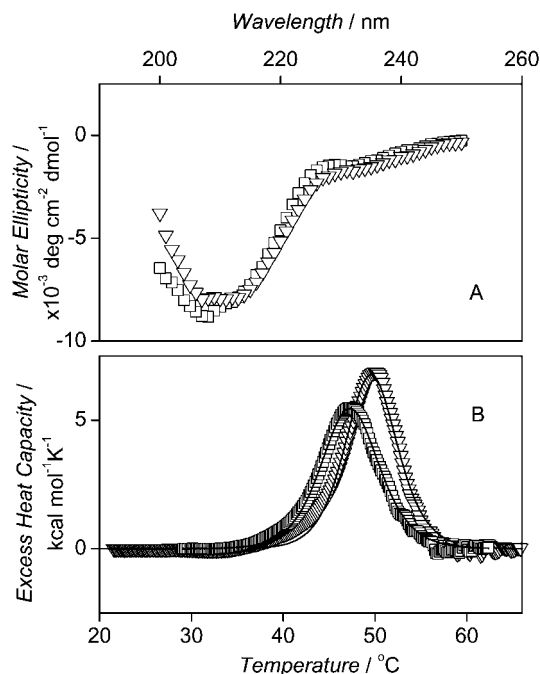 Wavelength / nm
200 220 240 260
0
-5
-10
Molar Ellipticity /
x10⁻³ deg cm⁻² dmol⁻¹
A
5
0
Excess Heat Capacity /
kcal mol⁻¹K⁻¹
B
20 30 40 50 60
Temperature / °C